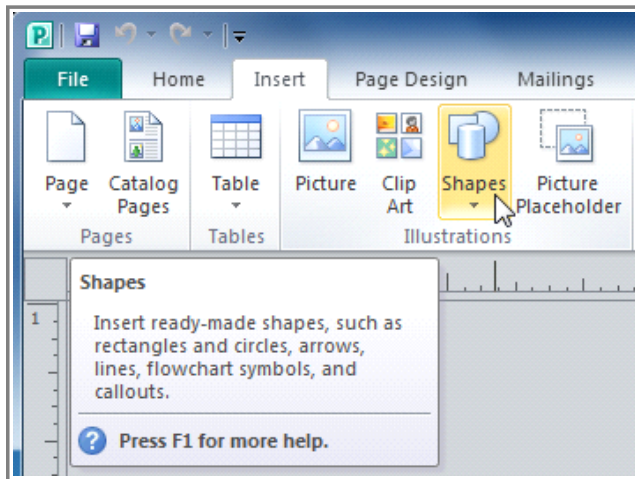 P
File Home Insert Page Design Mailings
Page Catalog Pages Table Picture Clip Art Shapes Picture Placeholder
Pages Tables Illustrations
Shapes
1
Insert ready-made shapes, such as
rectangles and circles, arrows,
lines, flowchart symbols, and
callouts.
Press F1 for more help.